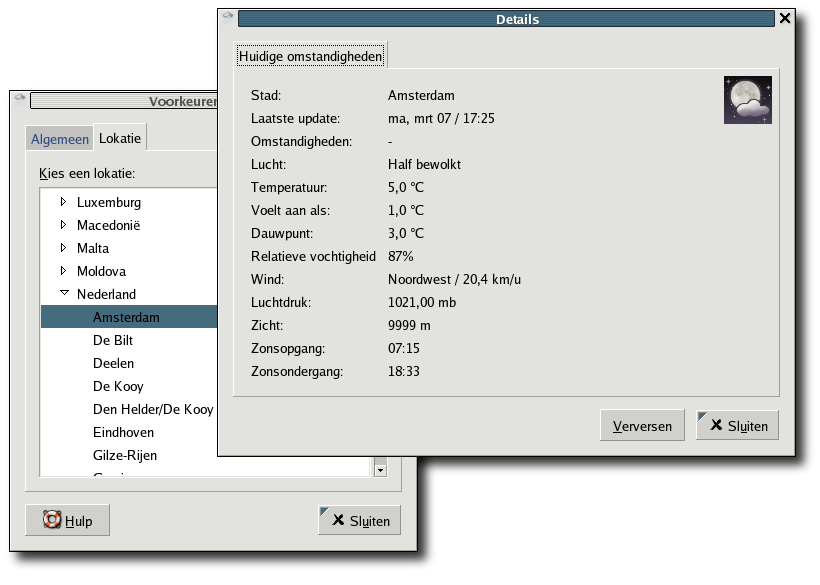 Details
Huidige omstandigheden
Stad: Amsterdam
Laatste update: ma, mrt 07 / 17:25
Omstandigheden: -
Lucht: Half bewolkt
Temperatuur: 5,0 °C
Voelt aan als: 1,0 °C
Dauwpunt: 3,0 °C
Relatieve vochtigheid 87%
Wind: Noordwest / 20,4 km/u
Luchtdruk: 1021,00 mb
Zicht: 9999 m
Zonsopgang: 07:15
Zonsondergang: 18:33
Verversen Sluiten
Algemeen Lokatie
Kies een lokatie:
Luxemburg
Macedonië
Malta
Moldova
Nederland
Amsterdam
De Bilt
Deelen
De Kooy
Den Helder/De Kooy
Eindhoven
Gilze-Rijen
Hulp Sluiten